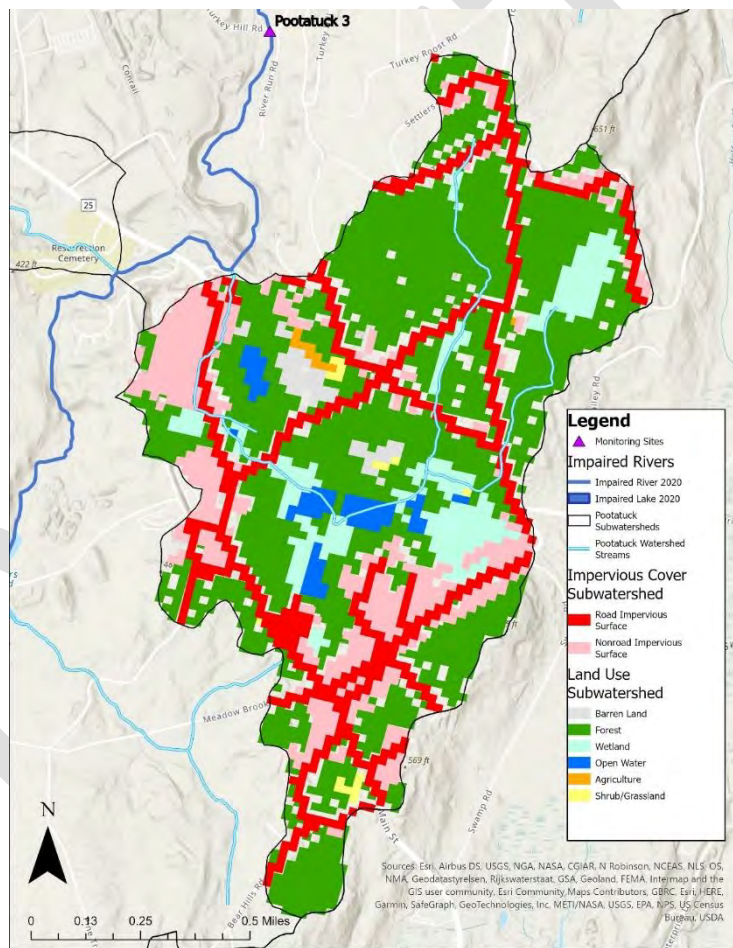 Pootatuck 3
Turkey Hill Rd
River Run Rd
Turkey
Turkey Roost Rd
Settlers
Conrail
651 ft
25
Resurrection
Cemetery
422 ft
Meadow Brook
569 ft
Main St
Swamp Rd
Bear Hills Rd
Legend
Monitoring Sites
Impaired Rivers
Impaired River 2020
Impaired Lake 2020
Pootatuck
Subwatersheds
Pootatuck Watershed
Streams
Impervious Cover
Subwatershed
Road Impervious
Surface
Nonroad Impervious
Surface
Land Use
Subwatershed
Barren Land
Forest
Wetland
Open Water
Agriculture
Shrub/Grassland
N
0 0.13 0.25 0.5 Miles
Sources: Esri, Airbus DS, USGS, NGA, NASA, CGIAR, N Robinson, NCEAS, NLS, OS,
NMA, Geodatastyrelsen, Rijkswaterstaat, GSA, Geoland, FEMA, Intermap and the
GIS user community, Esri Community Maps Contributors, GBRC, Esri, HERE,
Garmin, SafeGraph, GeoTechnologies, Inc, METI/NASA, USGS, EPA, NPS, US Census
Bureau, USDA